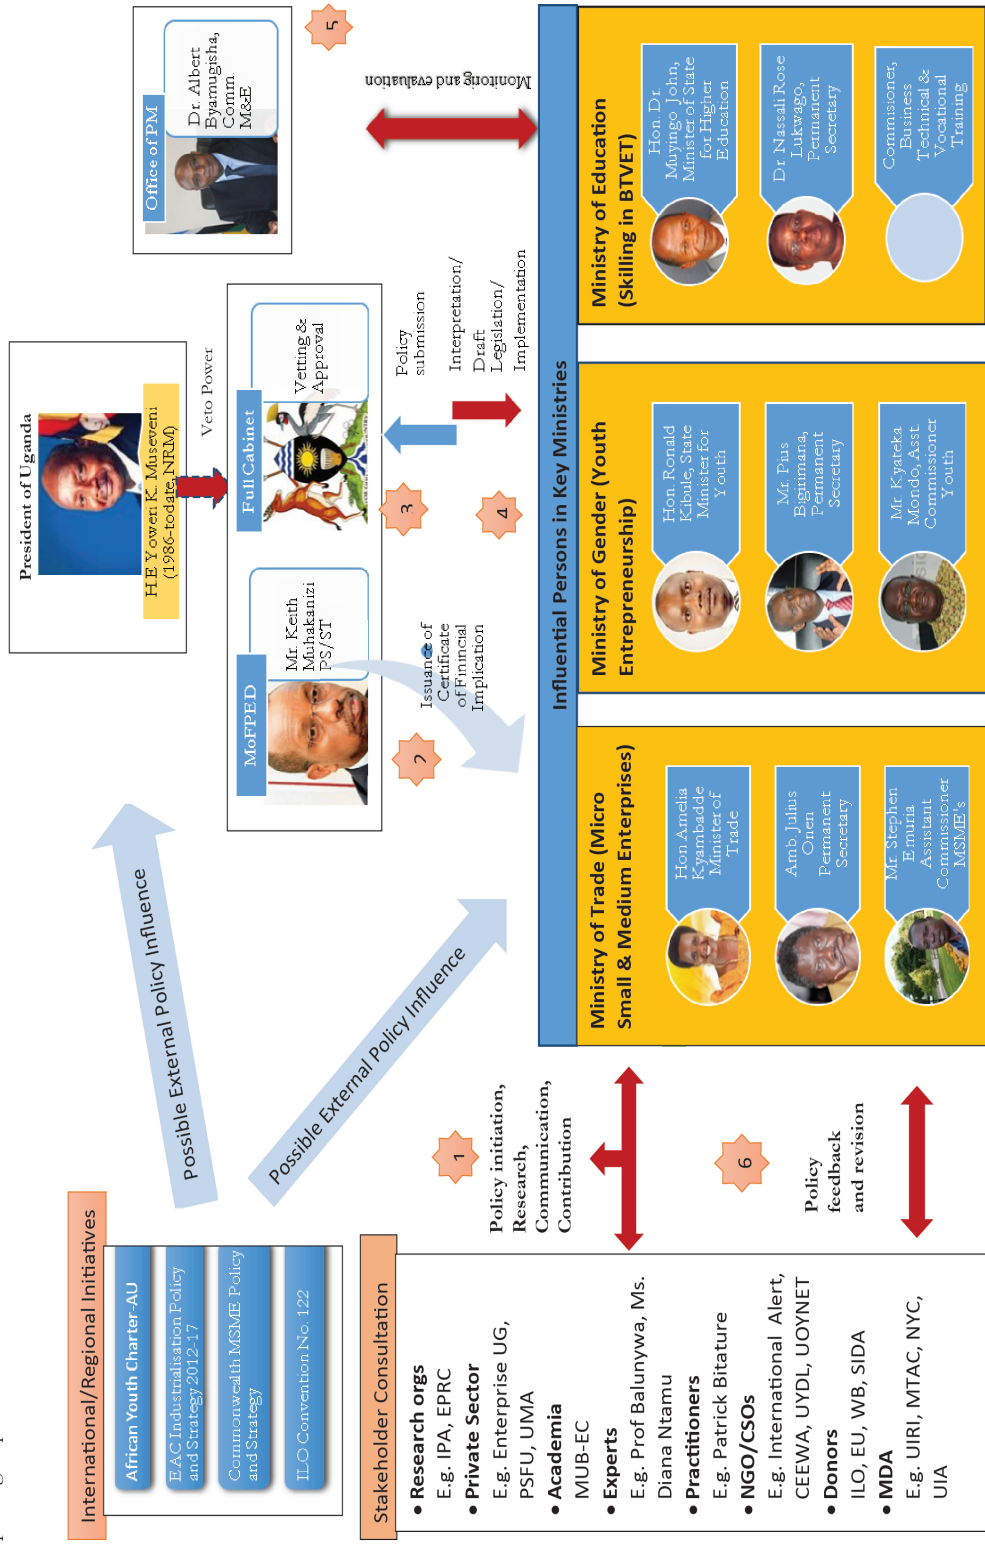 International/Regional Initiatives
African Youth Charter-AU
EAC Industrialisation Policy
and Strategy 2012-17
Commonwealth MSME Policy
and Strategy
ILO Convention No. 122
Stakeholder Consultation
• Research orgs
E.g. IPA, EPRC
• Private Sector
E.g. Enterprise UG,
PSFU, UMA
• Academia
MUB-EC
• Experts
E.g. Prof Balunywa, Ms.
Diana Ntamu
• Practitioners
E.g. Patrick Bitature
• NGO/CSOs
E.g. International Alert,
CEEWA, UYDL, UOYNET
• Donors
ILO, EU, WB, SIDA
• MDA
E.g. UIRI, MTAC, NYC,
UIA
Possible External Policy Influence
Possible External Policy Influence
1
Policy initiation,
Research,
Communication,
Contribution
6
Policy
feedback
and revision
President of Uganda
H.E Yoweri K. Museveni
(1986-todate, NRM)
Veto Power
MoFPED
Mr. Keith
Muhakanizi
PS/ST
Full Cabinet
Vetting &
Approval
Office of PM
Dr. Albert
Byamugisha,
Comm.
M&E
2
Issuance of
Certificate
of Finincial
Implication
3
Policy
submission
4
Interpretation/
Draft
Legislation/
Implementation
5
Monitoring and evaluation
Influential Persons in Key Ministries
Ministry of Trade (Micro
Small & Medium Enterprises)
Hon Amelia
Kyambadde
Minister of
Trade
Amb. Julius
Onen
Permanent
Secretary
Mr. Stephen
Emuria
Assistant
Commissioner
MSME's
Ministry of Gender (Youth
Entrepreneurship)
Hon. Ronald
Kibule, State
Minister for
Youth
Mr. Pius
Bigirimana,
Permanent
Secretary
Mr. Kyateka
Mondo, Asst.
Commissioner
Youth
Ministry of Education
(Skilling in BTVET)
Hon. Dr.
Muyingo John,
Minister of State
for Higher
Education
Dr. Nassali Rose
Lukwago,
Permanent
Secretary
Commisioner,
Business
Technical &
Vocational
Training